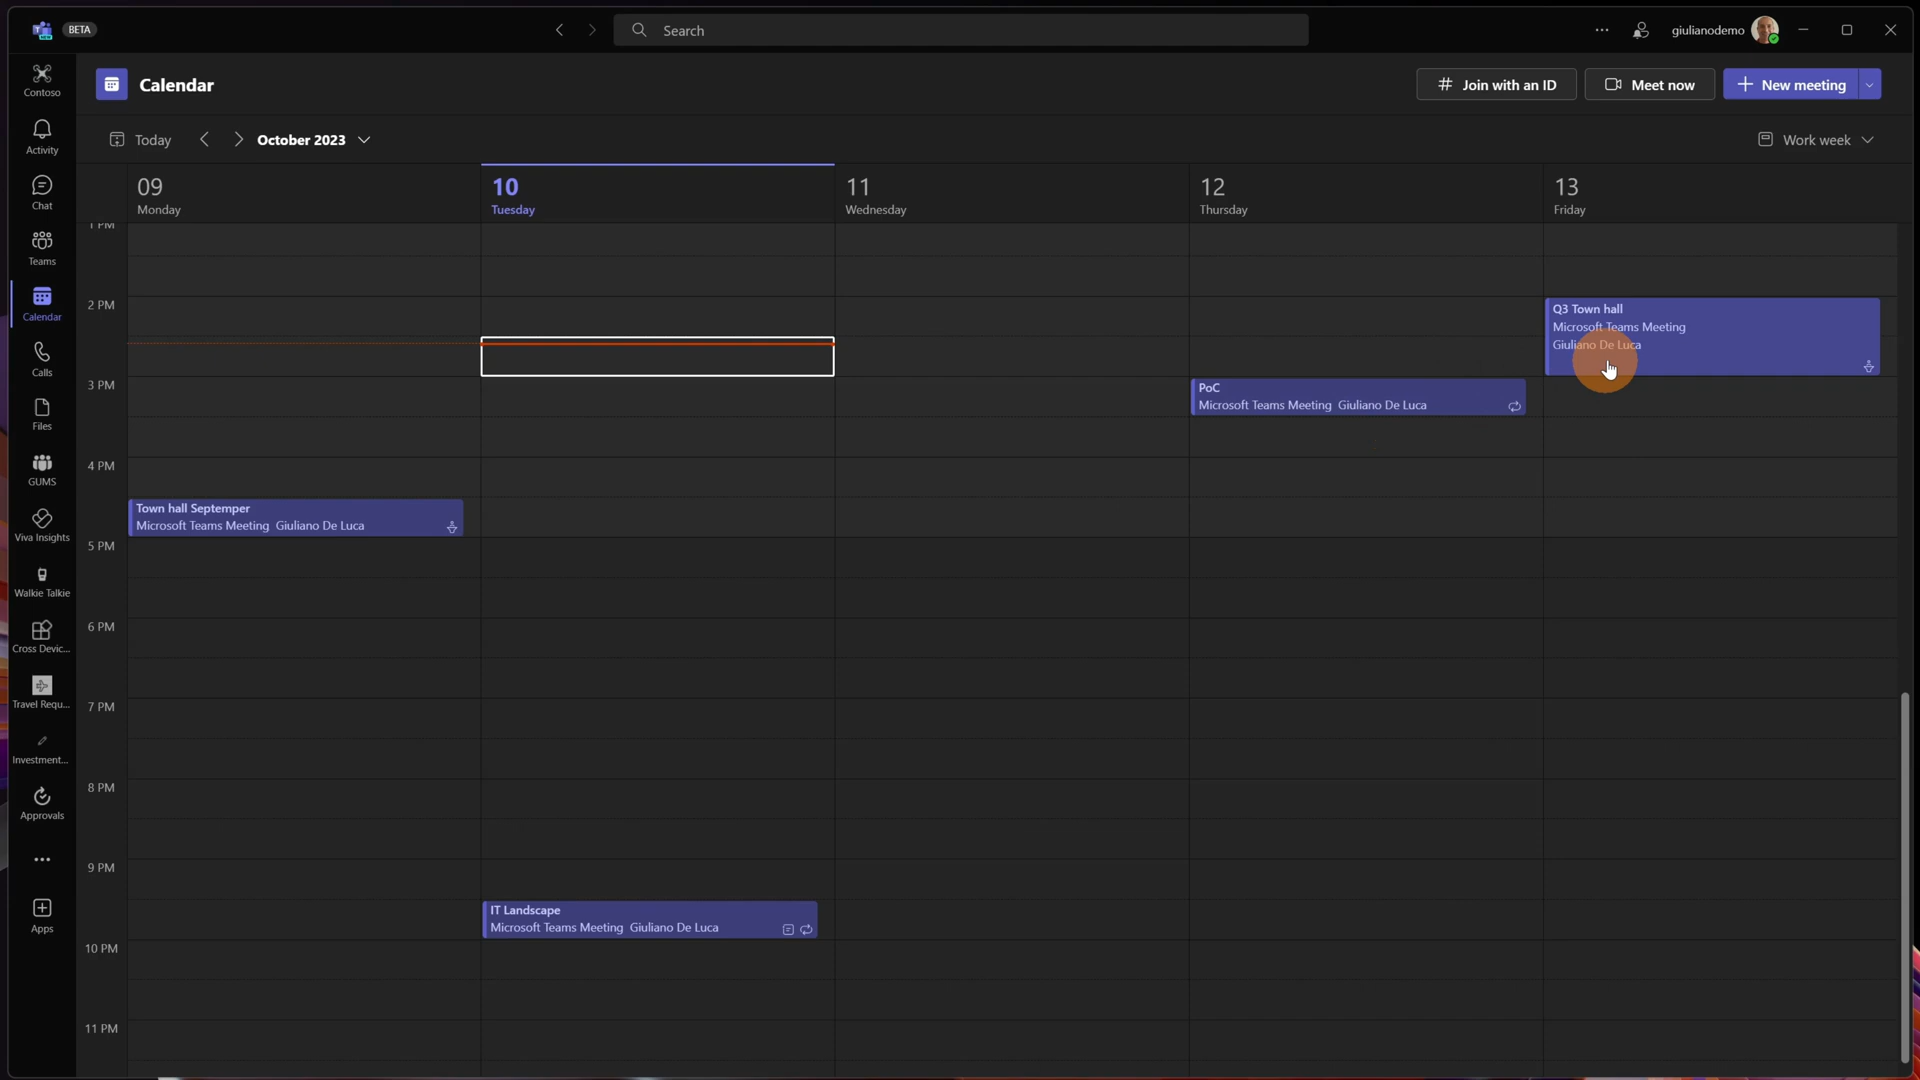 BETA
Search
giulianodemo
Contoso
Calendar
# Join with an ID
Meet now
New meeting
Activity
Today
October 2023
Work week
Chat
09
Monday
10
Tuesday
11
Wednesday
12
Thursday
13
Friday
Teams
Calendar
Calls
Files
GUMS
Viva Insights
Walkie Talkie
Cross Devic...
Travel Requ...
Investment...
Approvals
Apps
1 PM
2 PM
3 PM
4 PM
5 PM
6 PM
7 PM
8 PM
9 PM
10 PM
11 PM
Town hall Septemper
Microsoft Teams Meeting Giuliano De Luca
IT Landscape
Microsoft Teams Meeting Giuliano De Luca
PoC
Microsoft Teams Meeting Giuliano De Luca
Q3 Town hall
Microsoft Teams Meeting
Giuliano De Luca